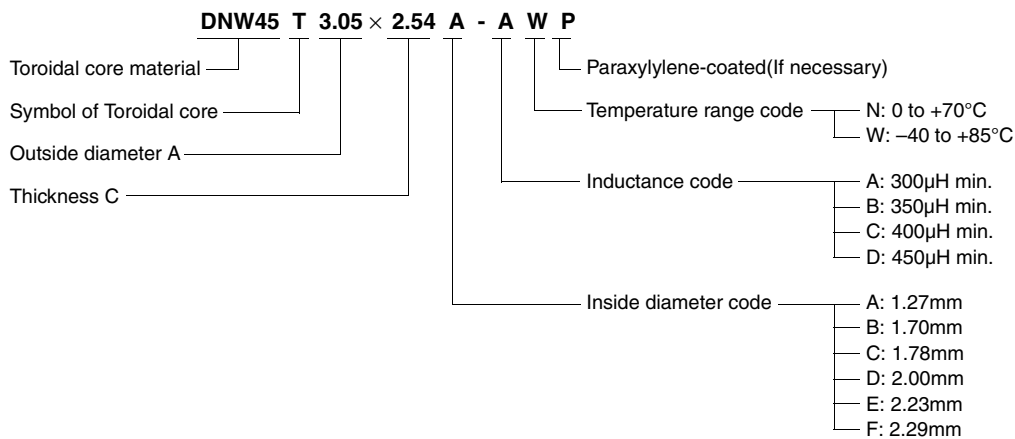 DNW45 T 3.05 × 2.54 A - A W P
Toroidal core material
Symbol of Toroidal core
Outside diameter A
Thickness C
Paraxylylene-coated(If necessary)
Temperature range code
N: 0 to +70°C
W: –40 to +85°C
Inductance code
A: 300µH min.
B: 350µH min.
C: 400µH min.
D: 450µH min.
Inside diameter code
A: 1.27mm
B: 1.70mm
C: 1.78mm
D: 2.00mm
E: 2.23mm
F: 2.29mm